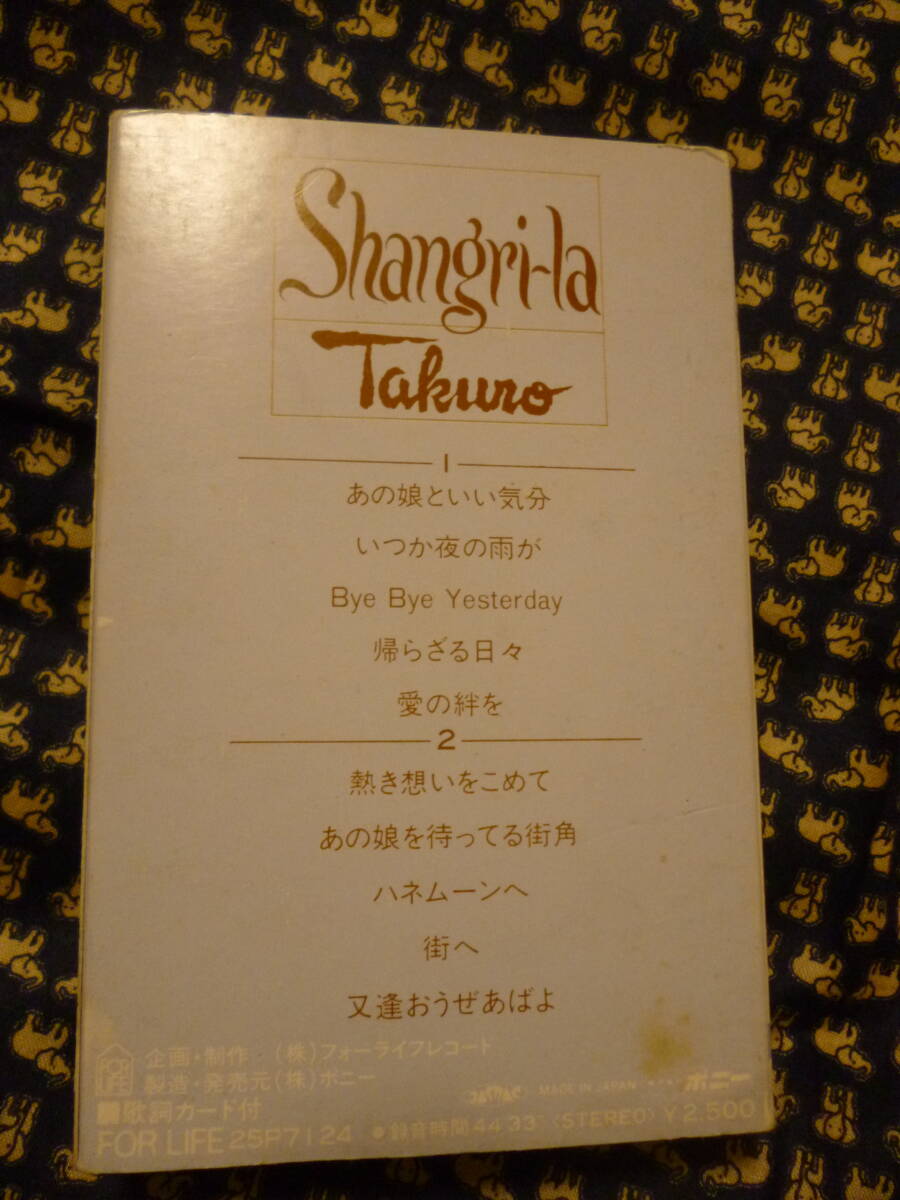 Shangri-la
Takuro
1
あの娘といい気分
いつか夜の雨が
Bye Bye Yesterday
帰らざる日々
愛の絆を
2
熱き想いをこめて
あの娘を待ってる街角
ハネムーンへ
街へ
又逢おうぜあばよ
FOR LIFE 企画・制作 (株)フォーライフレコード
製造・発売元(株)ポニー
JASRAC MADE IN JAPAN ポニー
■歌詞カード付
FOR LIFE 25P7124 ●録音時間44'33" 〈STEREO〉 ¥2,500